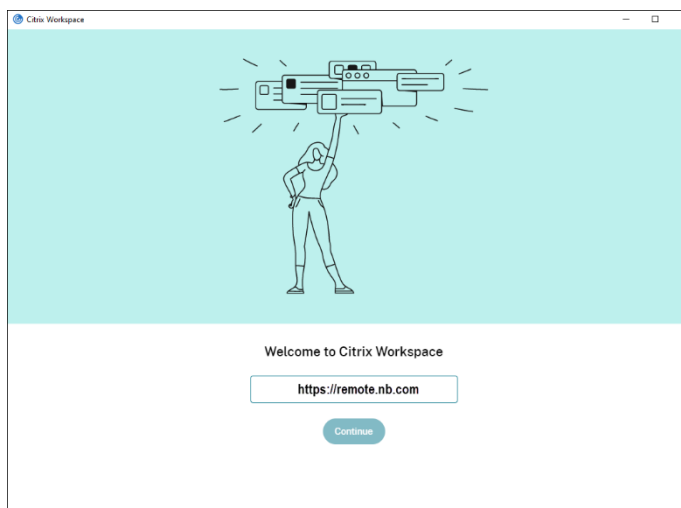 Citrix Workspace
Welcome to Citrix Workspace
https://remote.nb.com
Continue